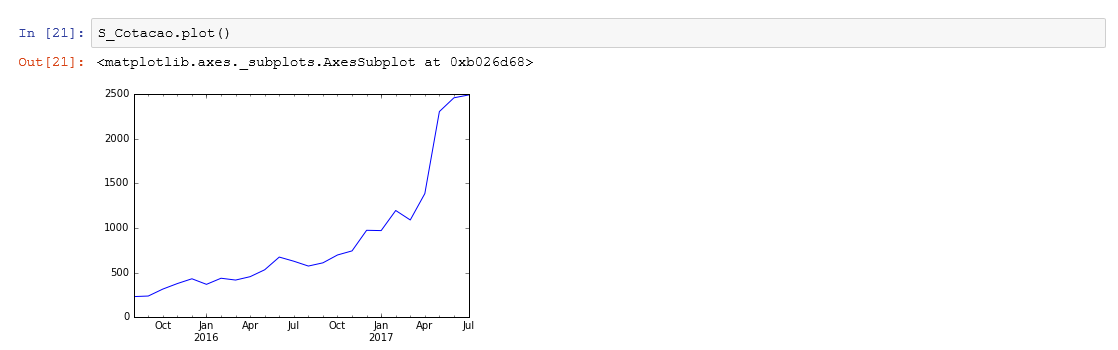 In [21]: S_Cotacao.plot()
Out[21]: <matplotlib.axes._subplots.AxesSubplot at 0xb026d68>
2500
2000
1500
1000
500
0
Oct Jan Apr Jul Oct Jan Apr Jul
2016 2017